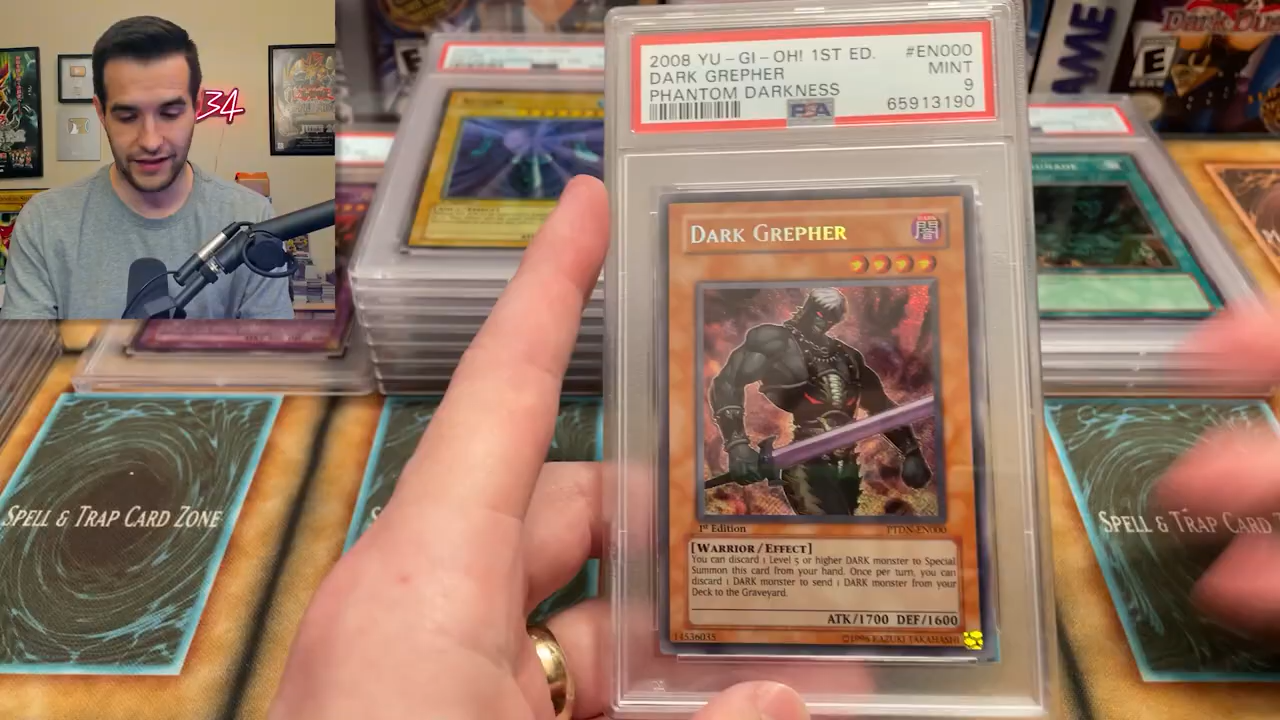 2008 YU-GI-OH! 1ST ED. #EN000
DARK GREPHER MINT
PHANTOM DARKNESS 9
PSA 65913190
DARK GREPHER
1st Edition PTDN-EN000
[WARRIOR/EFFECT]
You can discard 1 Level 5 or higher DARK monster to Special
Summon this card from your hand. Once per turn, you can
discard 1 DARK monster to send 1 DARK monster from your
Deck to the Graveyard.
ATK/1700 DEF/1600
14536035 ©1996 KAZUKI TAKAHASHI
34
SPELL & TRAP CARD ZONE
SPELL & TRAP CARD
GAME
E